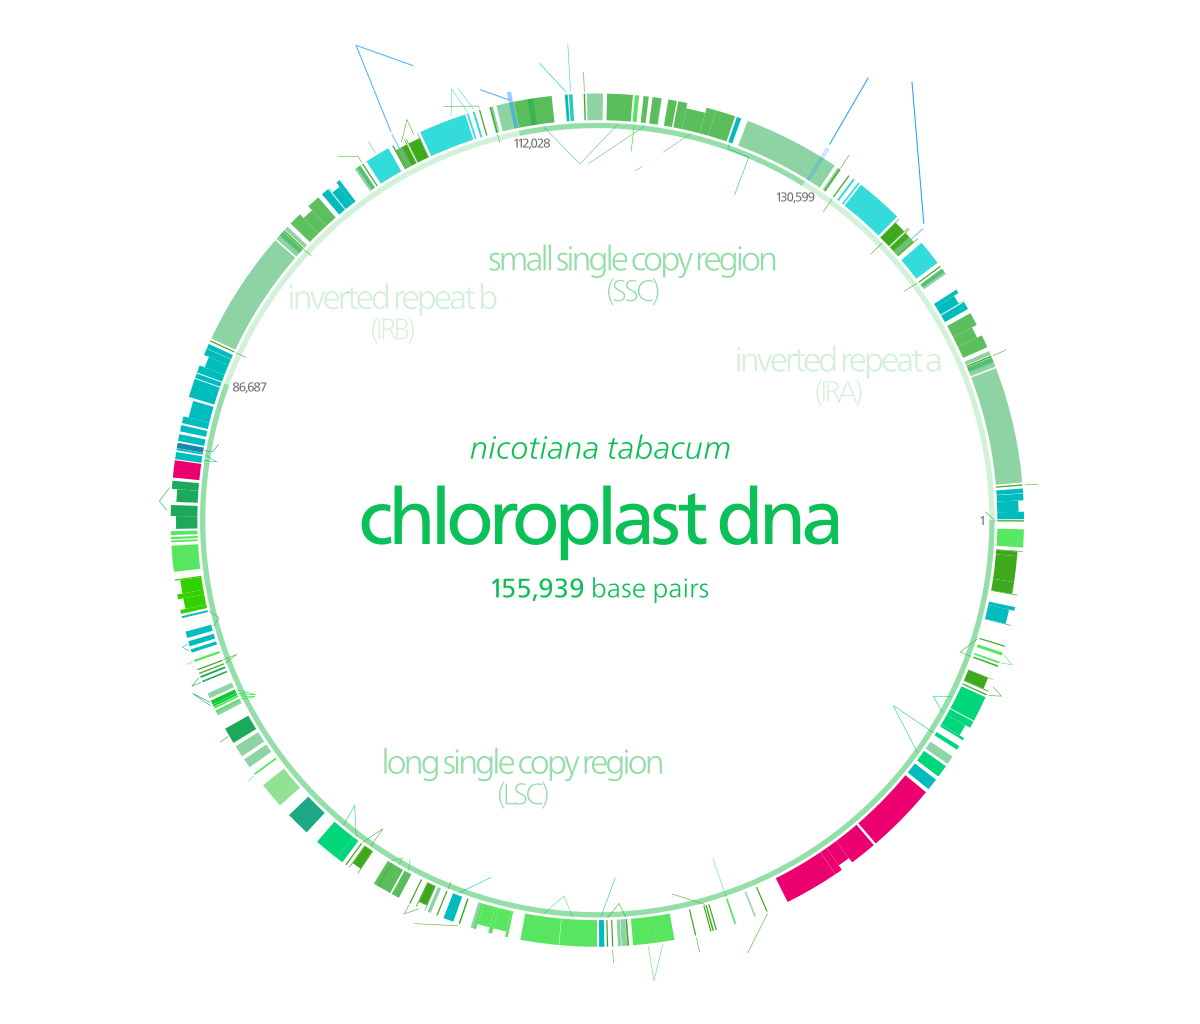 112,028
130,599
small single copy region
(SSC)
inverted repeat b
(IRB)
inverted repeat a
(IRA)
86,687
nicotiana tabacum
chloroplast dna
1
155,939 base pairs
long single copy region
(LSC)